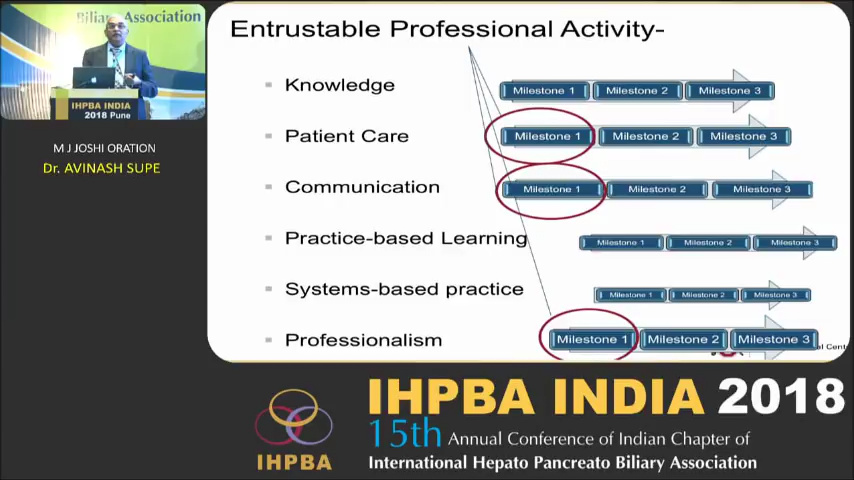 Biliary Association
IHPBA INDIA
2018 Pune
M J JOSHI ORATION
Dr. AVINASH SUPE
Entrustable Professional Activity-
Knowledge
Milestone 1 Milestone 2 Milestone 3
Patient Care
Milestone 1 Milestone 2 Milestone 3
Communication
Milestone 1 Milestone 2 Milestone 3
Practice-based Learning
Milestone 1 Milestone 2 Milestone 3
Systems-based practice
Milestone 1 Milestone 2 Milestone 3
Professionalism
Milestone 1 Milestone 2 Milestone 3
IHPBA
IHPBA INDIA 2018
15th Annual Conference of Indian Chapter of
International Hepato Pancreato Biliary Association